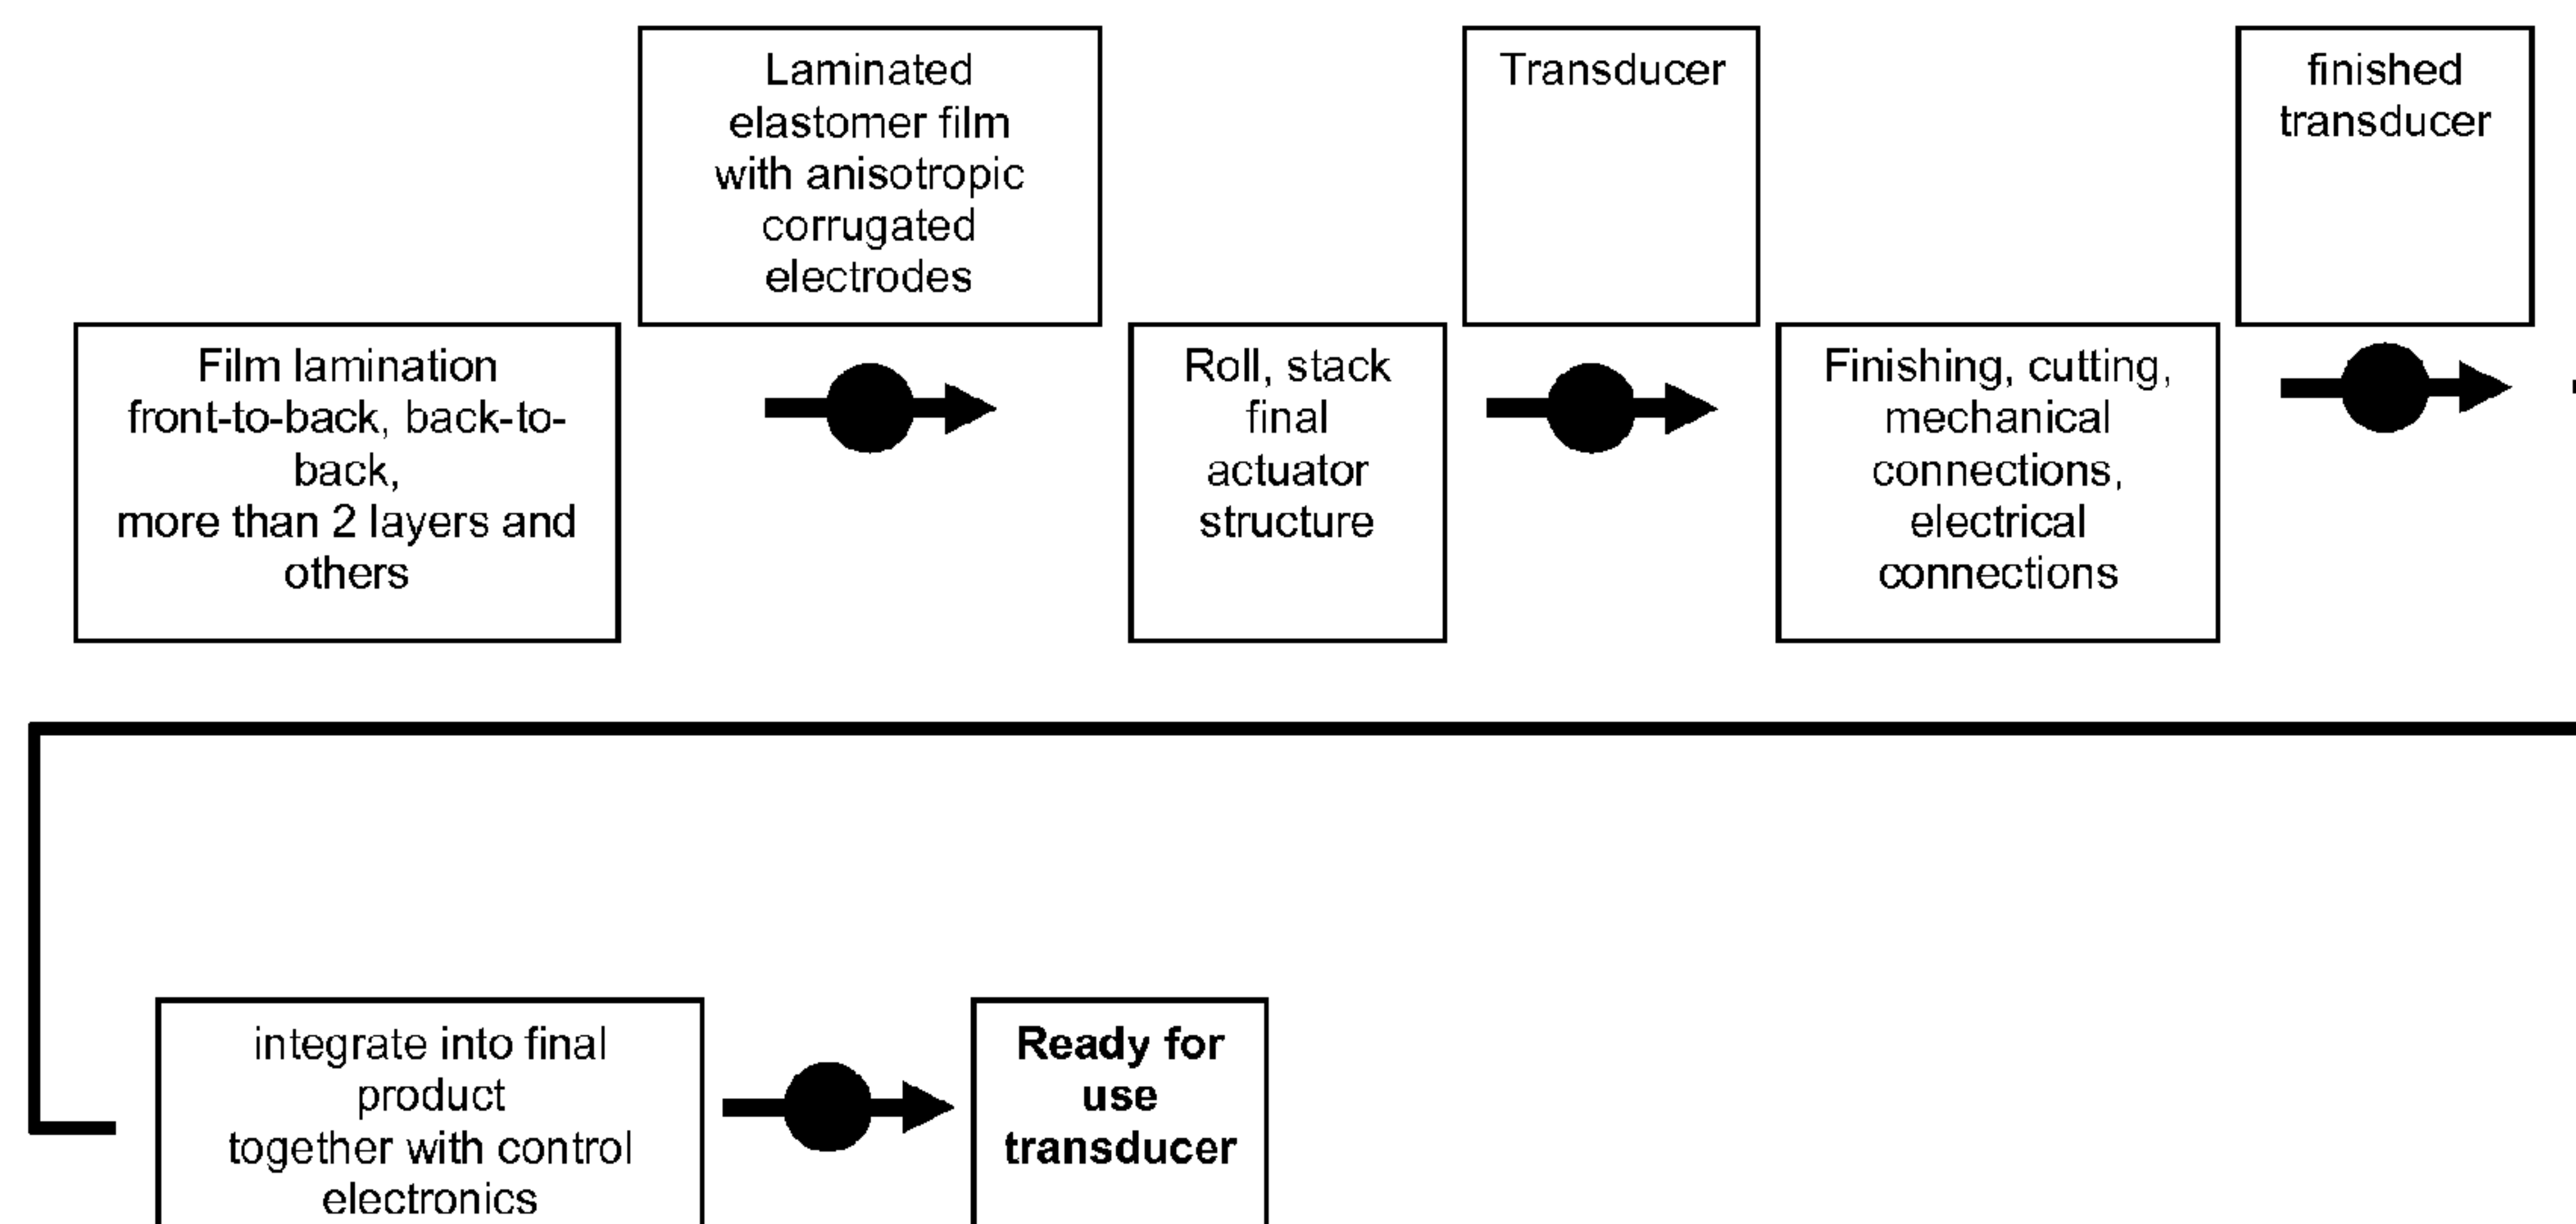 Laminated
elastomer film
with anisotropic
corrugated
electrodes
Transducer
finished
transducer
Film lamination
front-to-back, back-to-
back,
more than 2 layers and
others
Roll, stack
final
actuator
structure
Finishing, cutting,
mechanical
connections,
electrical
connections
integrate into final
product
together with control
electronics
Ready for
use
transducer